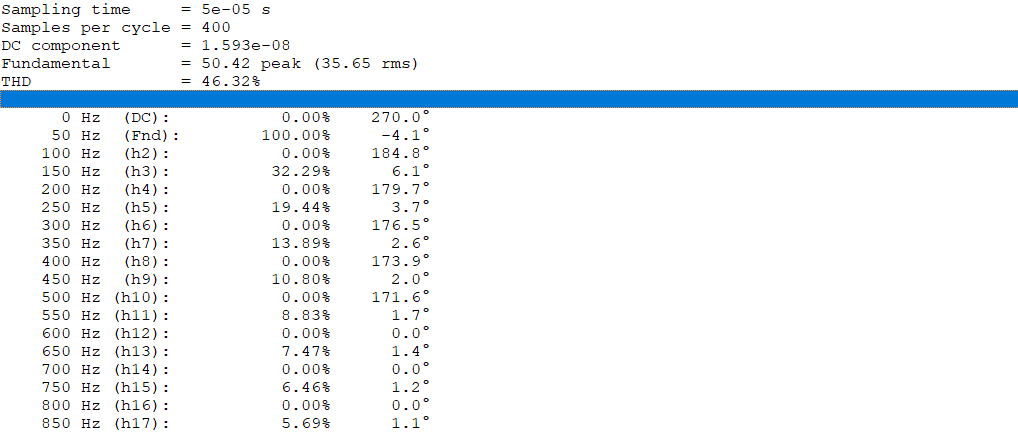 Sampling time     = 5e-05 s
Samples per cycle = 400
DC component      = 1.593e-08
Fundamental       = 50.42 peak (35.65 rms)
THD               = 46.32%
0 Hz  (DC):          0.00%    270.0°
50 Hz  (Fnd):       100.00%     -4.1°
100 Hz  (h2):          0.00%    184.8°
150 Hz  (h3):         32.29%      6.1°
200 Hz  (h4):          0.00%    179.7°
250 Hz  (h5):         19.44%      3.7°
300 Hz  (h6):          0.00%    176.5°
350 Hz  (h7):         13.89%      2.6°
400 Hz  (h8):          0.00%    173.9°
450 Hz  (h9):         10.80%      2.0°
500 Hz (h10):          0.00%    171.6°
550 Hz (h11):          8.83%      1.7°
600 Hz (h12):          0.00%      0.0°
650 Hz (h13):          7.47%      1.4°
700 Hz (h14):          0.00%      0.0°
750 Hz (h15):          6.46%      1.2°
800 Hz (h16):          0.00%      0.0°
850 Hz (h17):          5.69%      1.1°